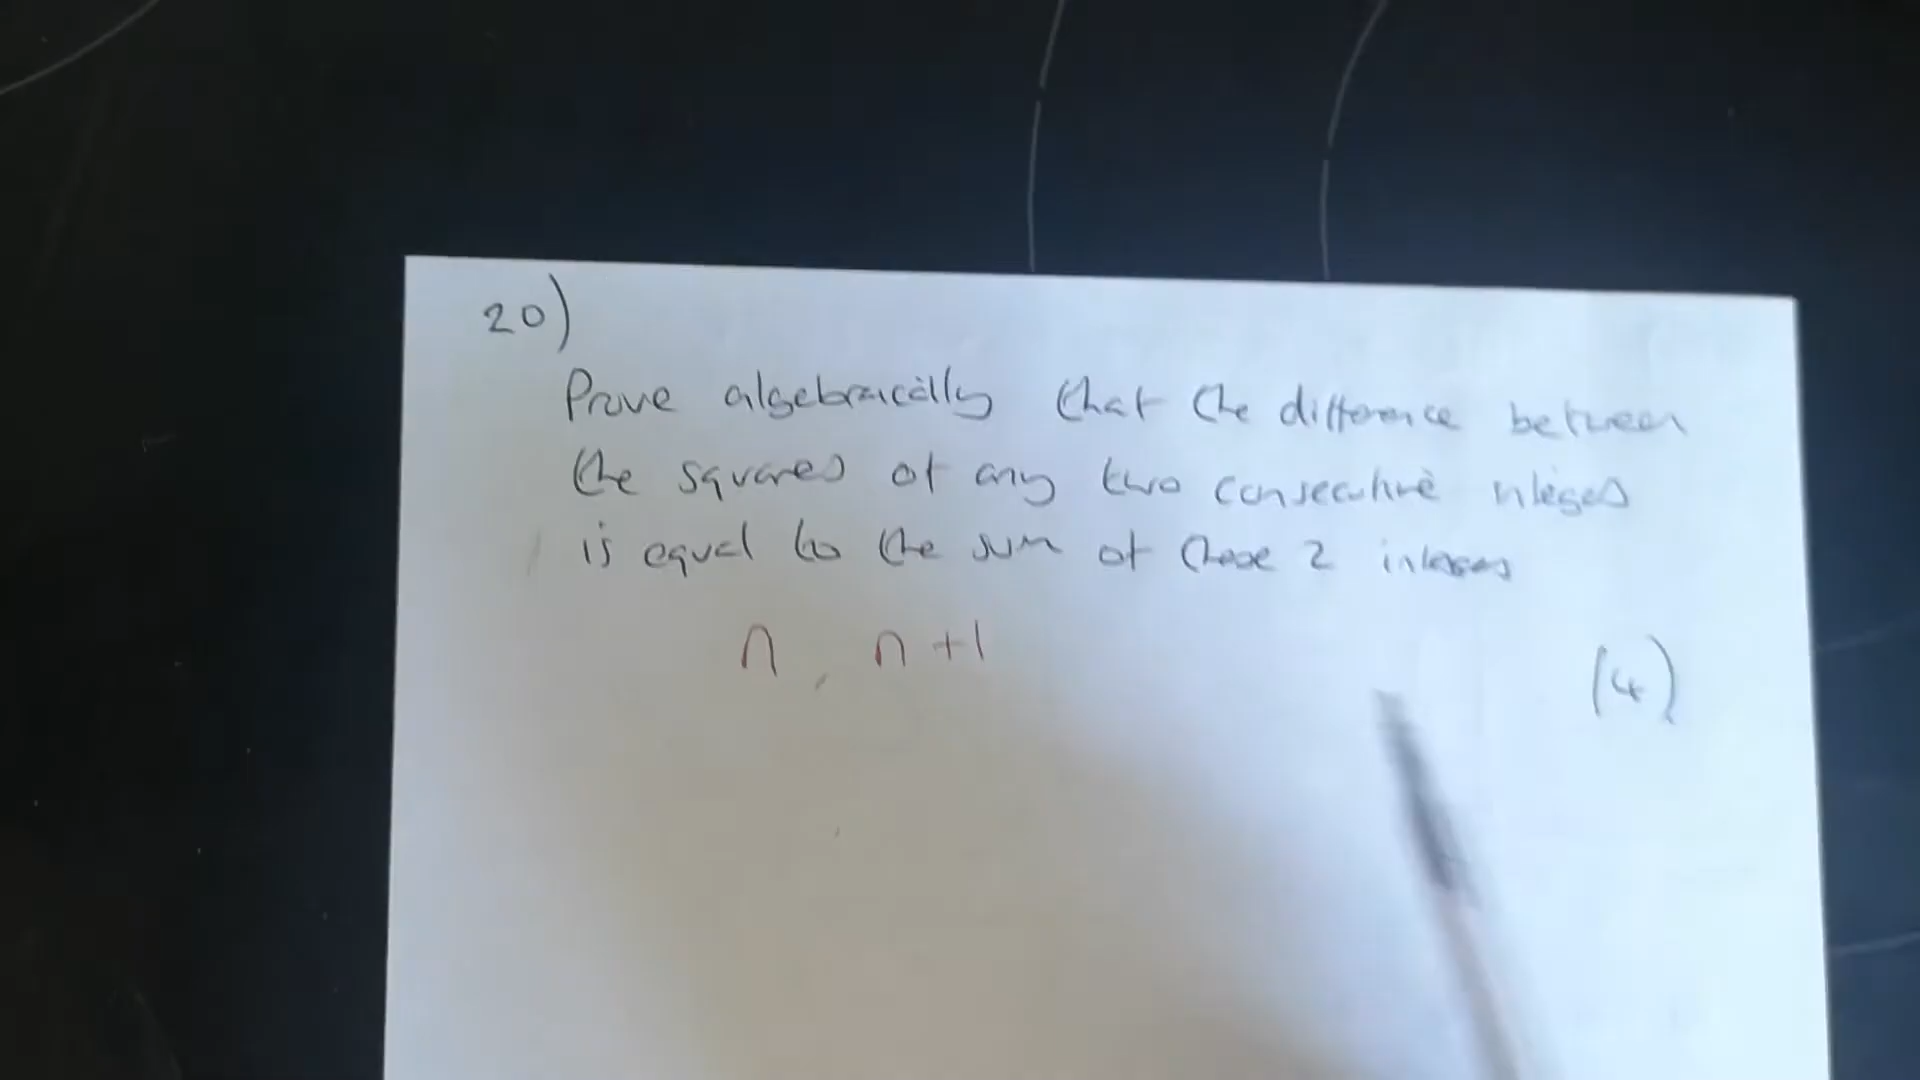 20)
Prove algebraically that the difference between
the squares of any two consecutive integers
is equal to the sum of these 2 integers
n , n+1
(4)